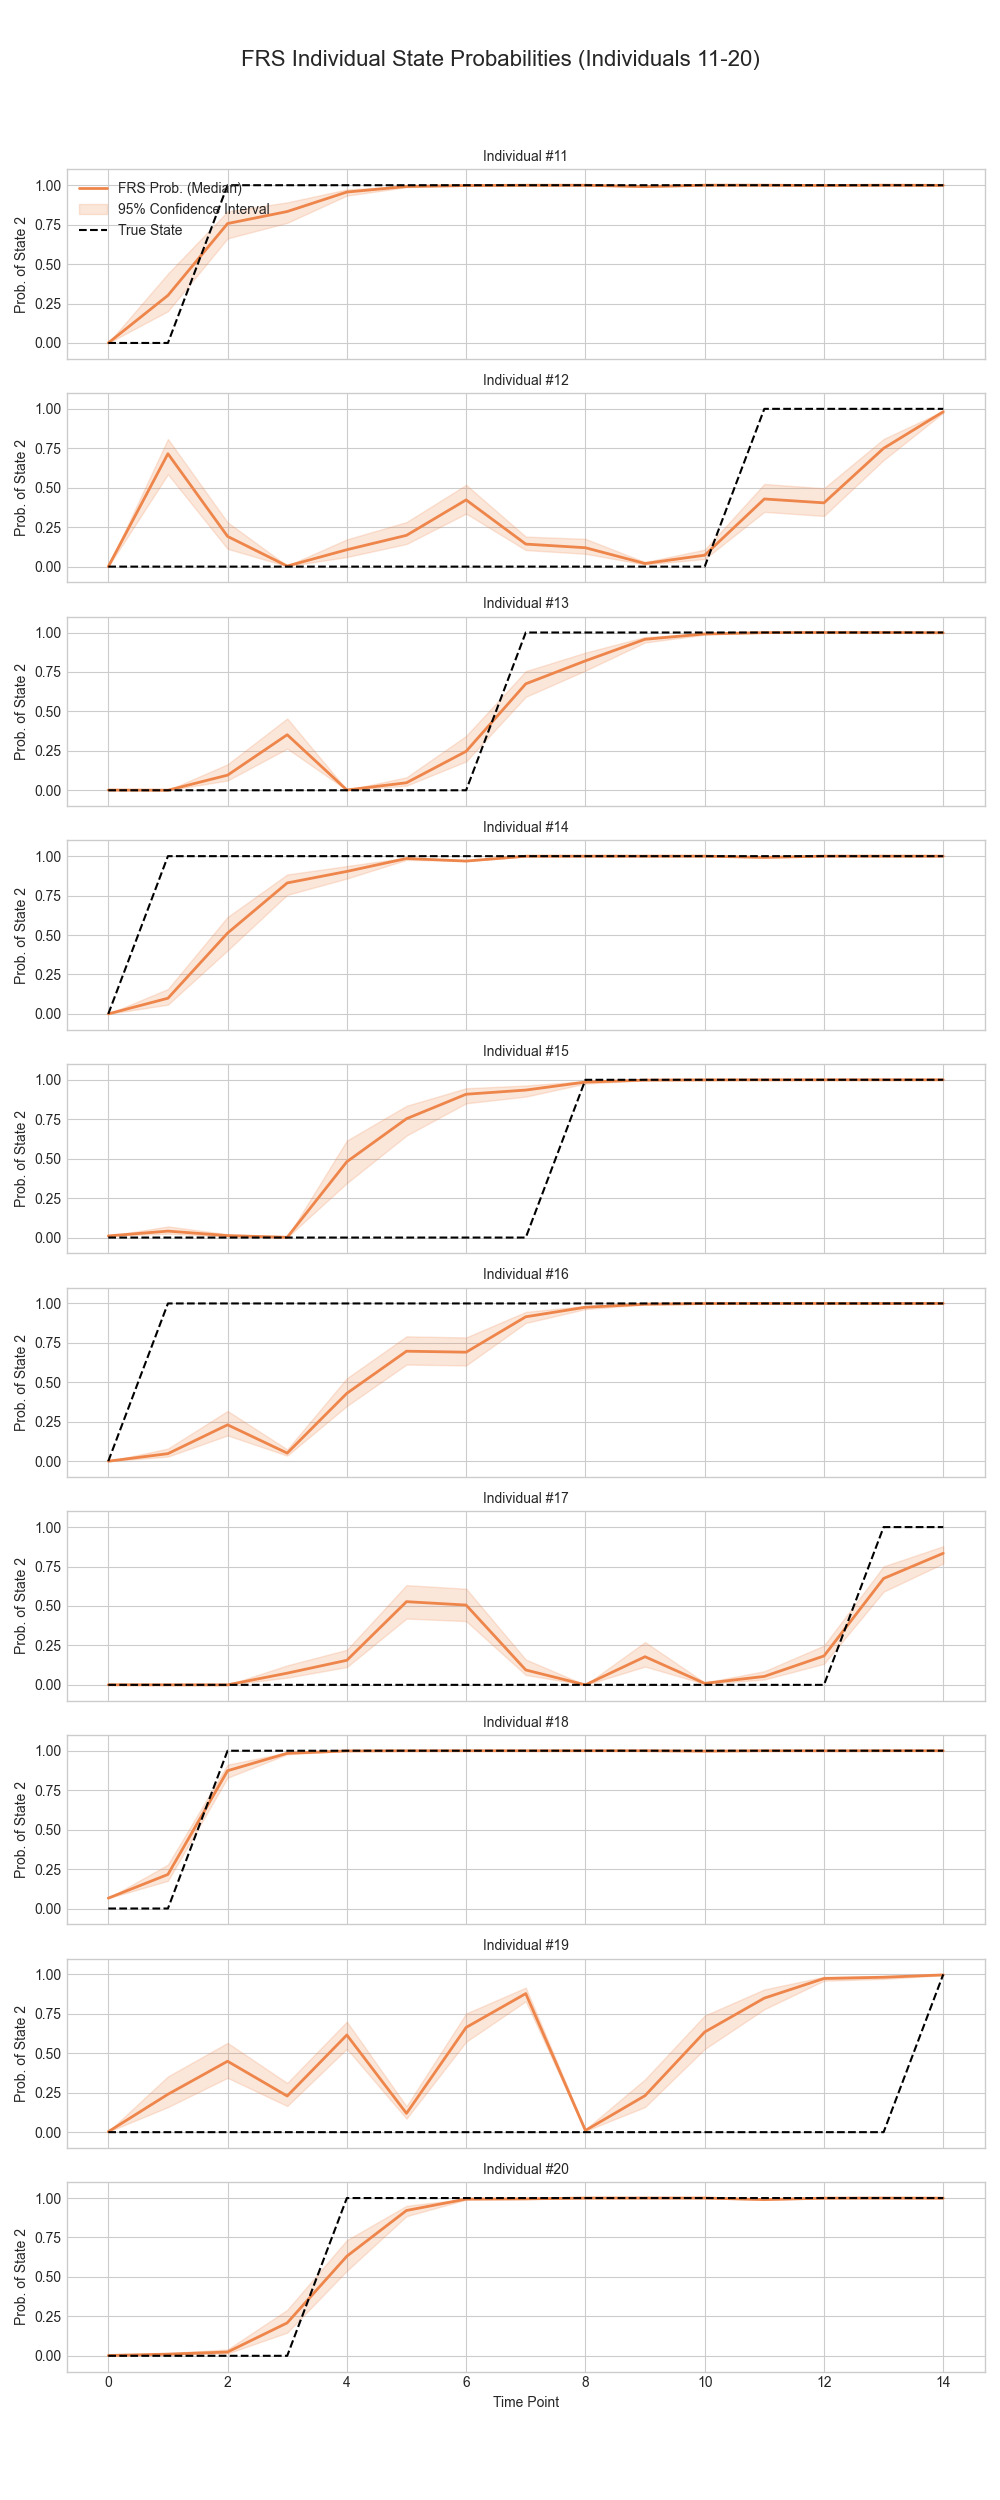 FRS Individual State Probabilities (Individuals 11-20)
Individual #11
FRS Prob. (Median)
95% Confidence Interval
True State
1.00
0.75
0.50
0.25
0.00
Prob. of State 2
Individual #12
1.00
0.75
0.50
0.25
0.00
Prob. of State 2
Individual #13
1.00
0.75
0.50
0.25
0.00
Prob. of State 2
Individual #14
1.00
0.75
0.50
0.25
0.00
Prob. of State 2
Individual #15
1.00
0.75
0.50
0.25
0.00
Prob. of State 2
Individual #16
1.00
0.75
0.50
0.25
0.00
Prob. of State 2
Individual #17
1.00
0.75
0.50
0.25
0.00
Prob. of State 2
Individual #18
1.00
0.75
0.50
0.25
0.00
Prob. of State 2
Individual #19
1.00
0.75
0.50
0.25
0.00
Prob. of State 2
Individual #20
1.00
0.75
0.50
0.25
0.00
Prob. of State 2
0 2 4 6 8 10 12 14
Time Point